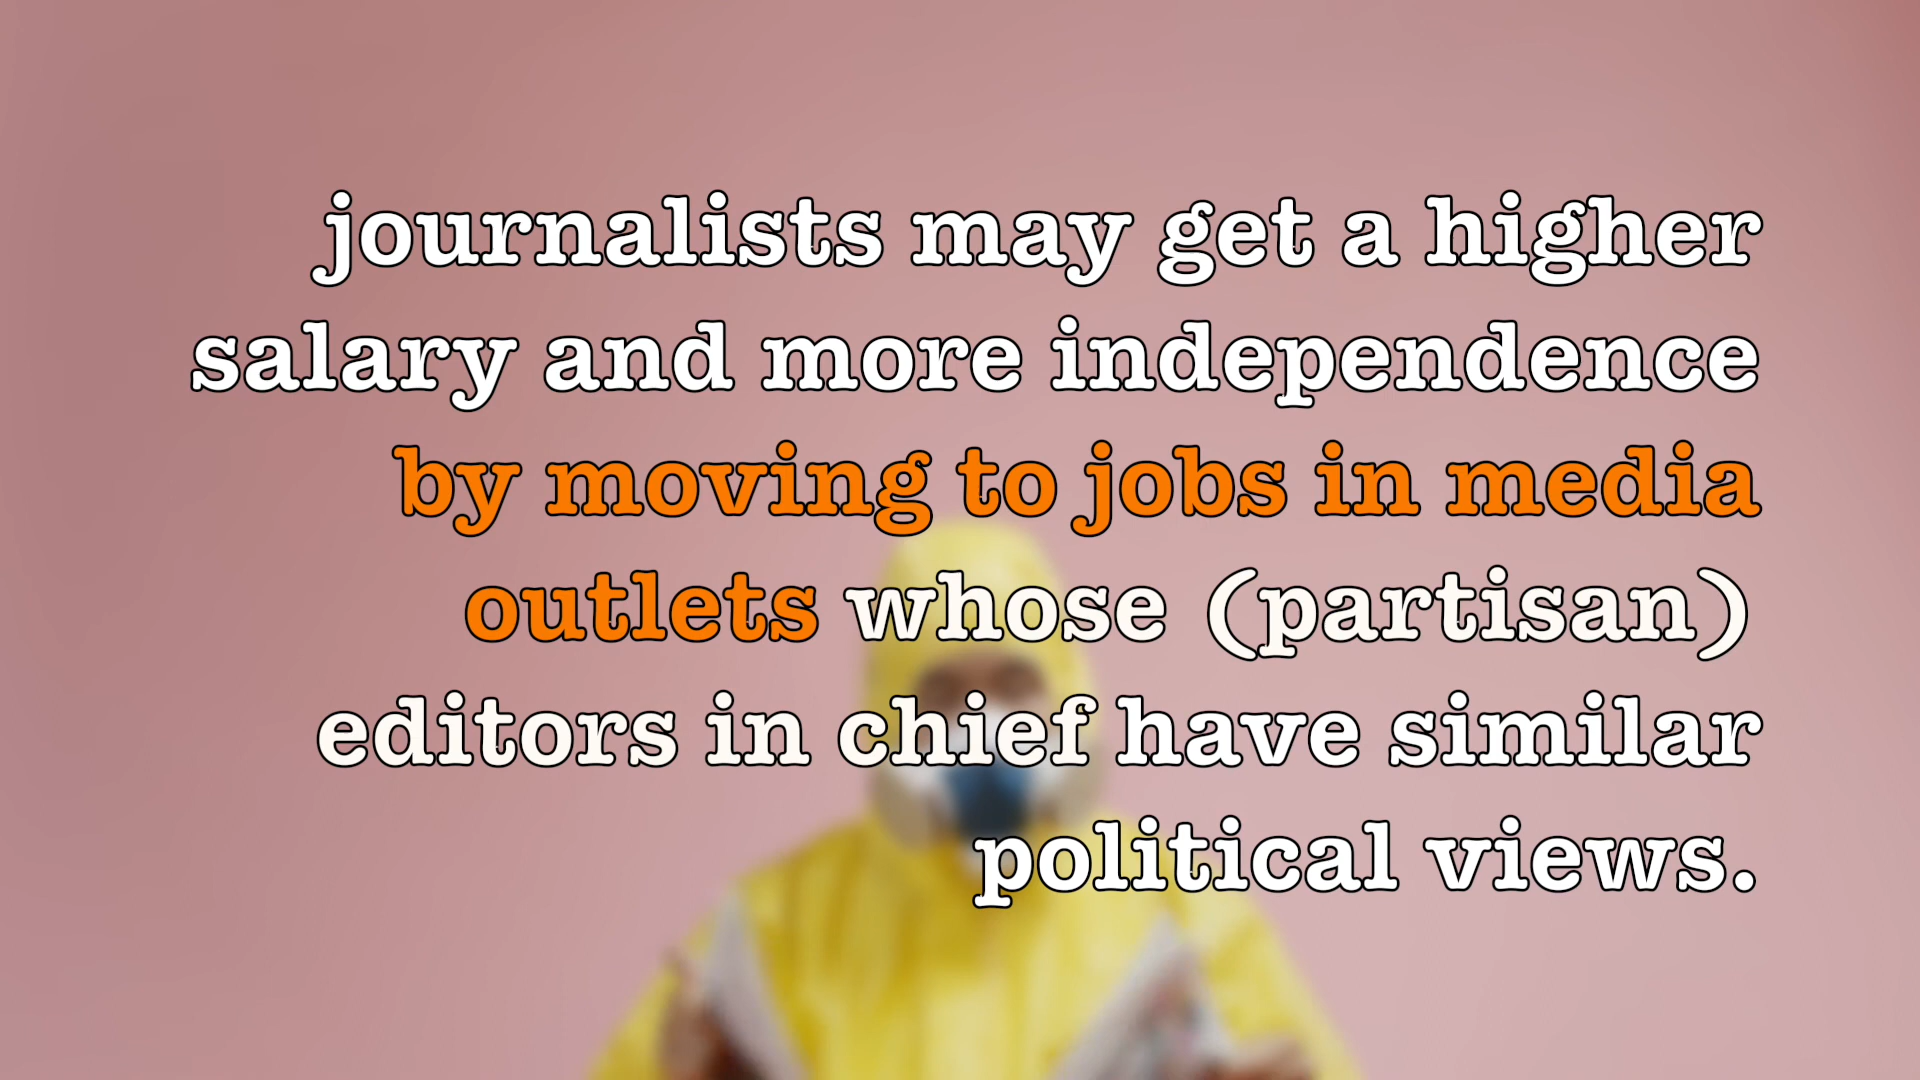 journalists may get a higher
salary and more independence
by moving to jobs in media
outlets whose (partisan)
editors in chief have similar
political views.